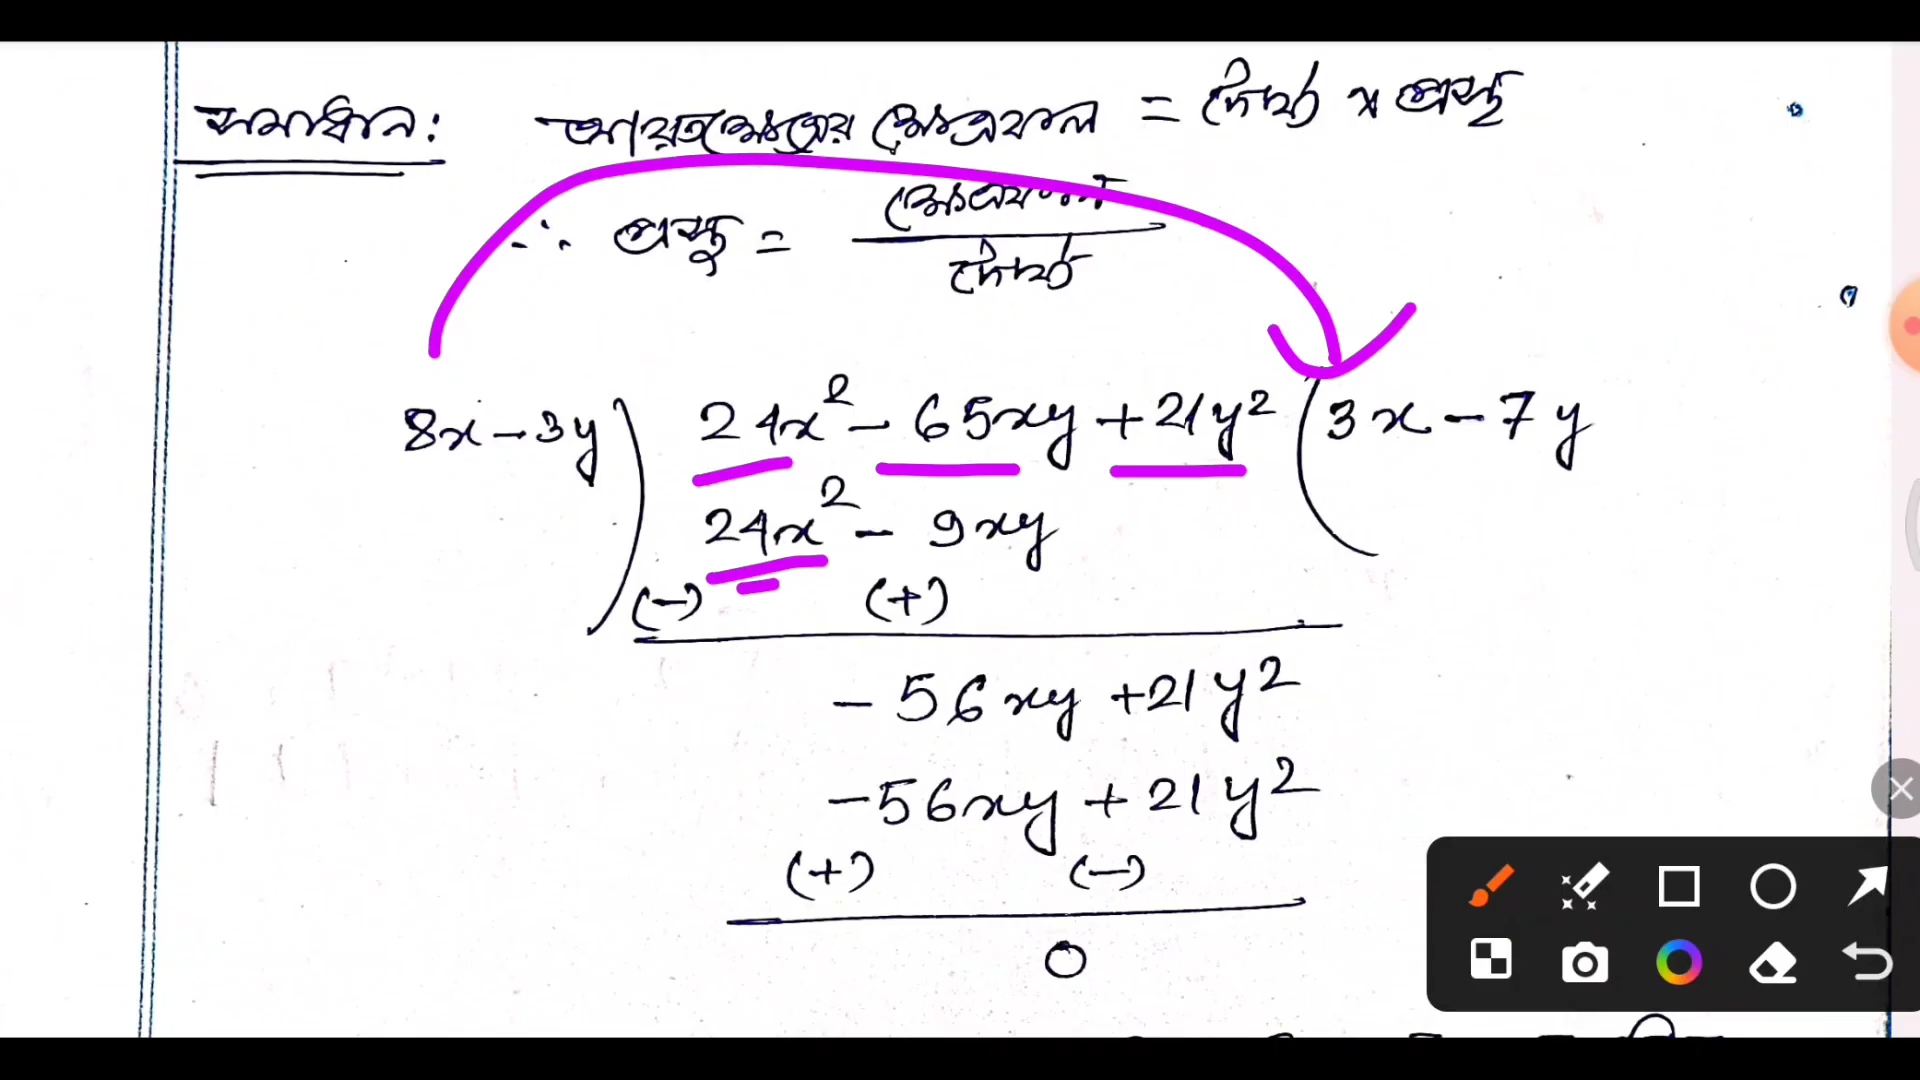 সমাধান: আয়তক্ষেত্রের ক্ষেত্রফল = দৈর্ঘ্য × প্রস্থ
∴ প্রস্থ = ক্ষেত্রফল
দৈর্ঘ্য
8x - 3y ) 24x² - 65xy + 21y² ( 3x - 7y
24x² - 9xy
(-) (+)
- 56xy + 21y²
- 56xy + 21y²
(+) (-)
0